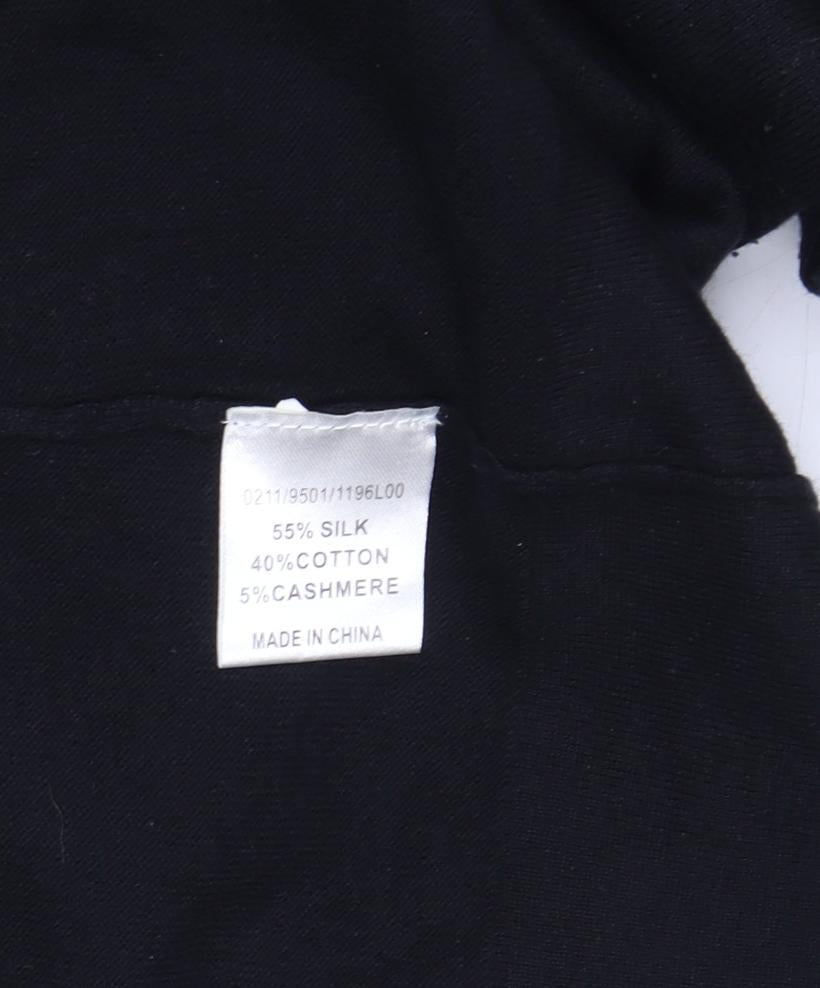 0211/9501/1196L00
55% SILK
40%COTTON
5%CASHMERE
MADE IN CHINA